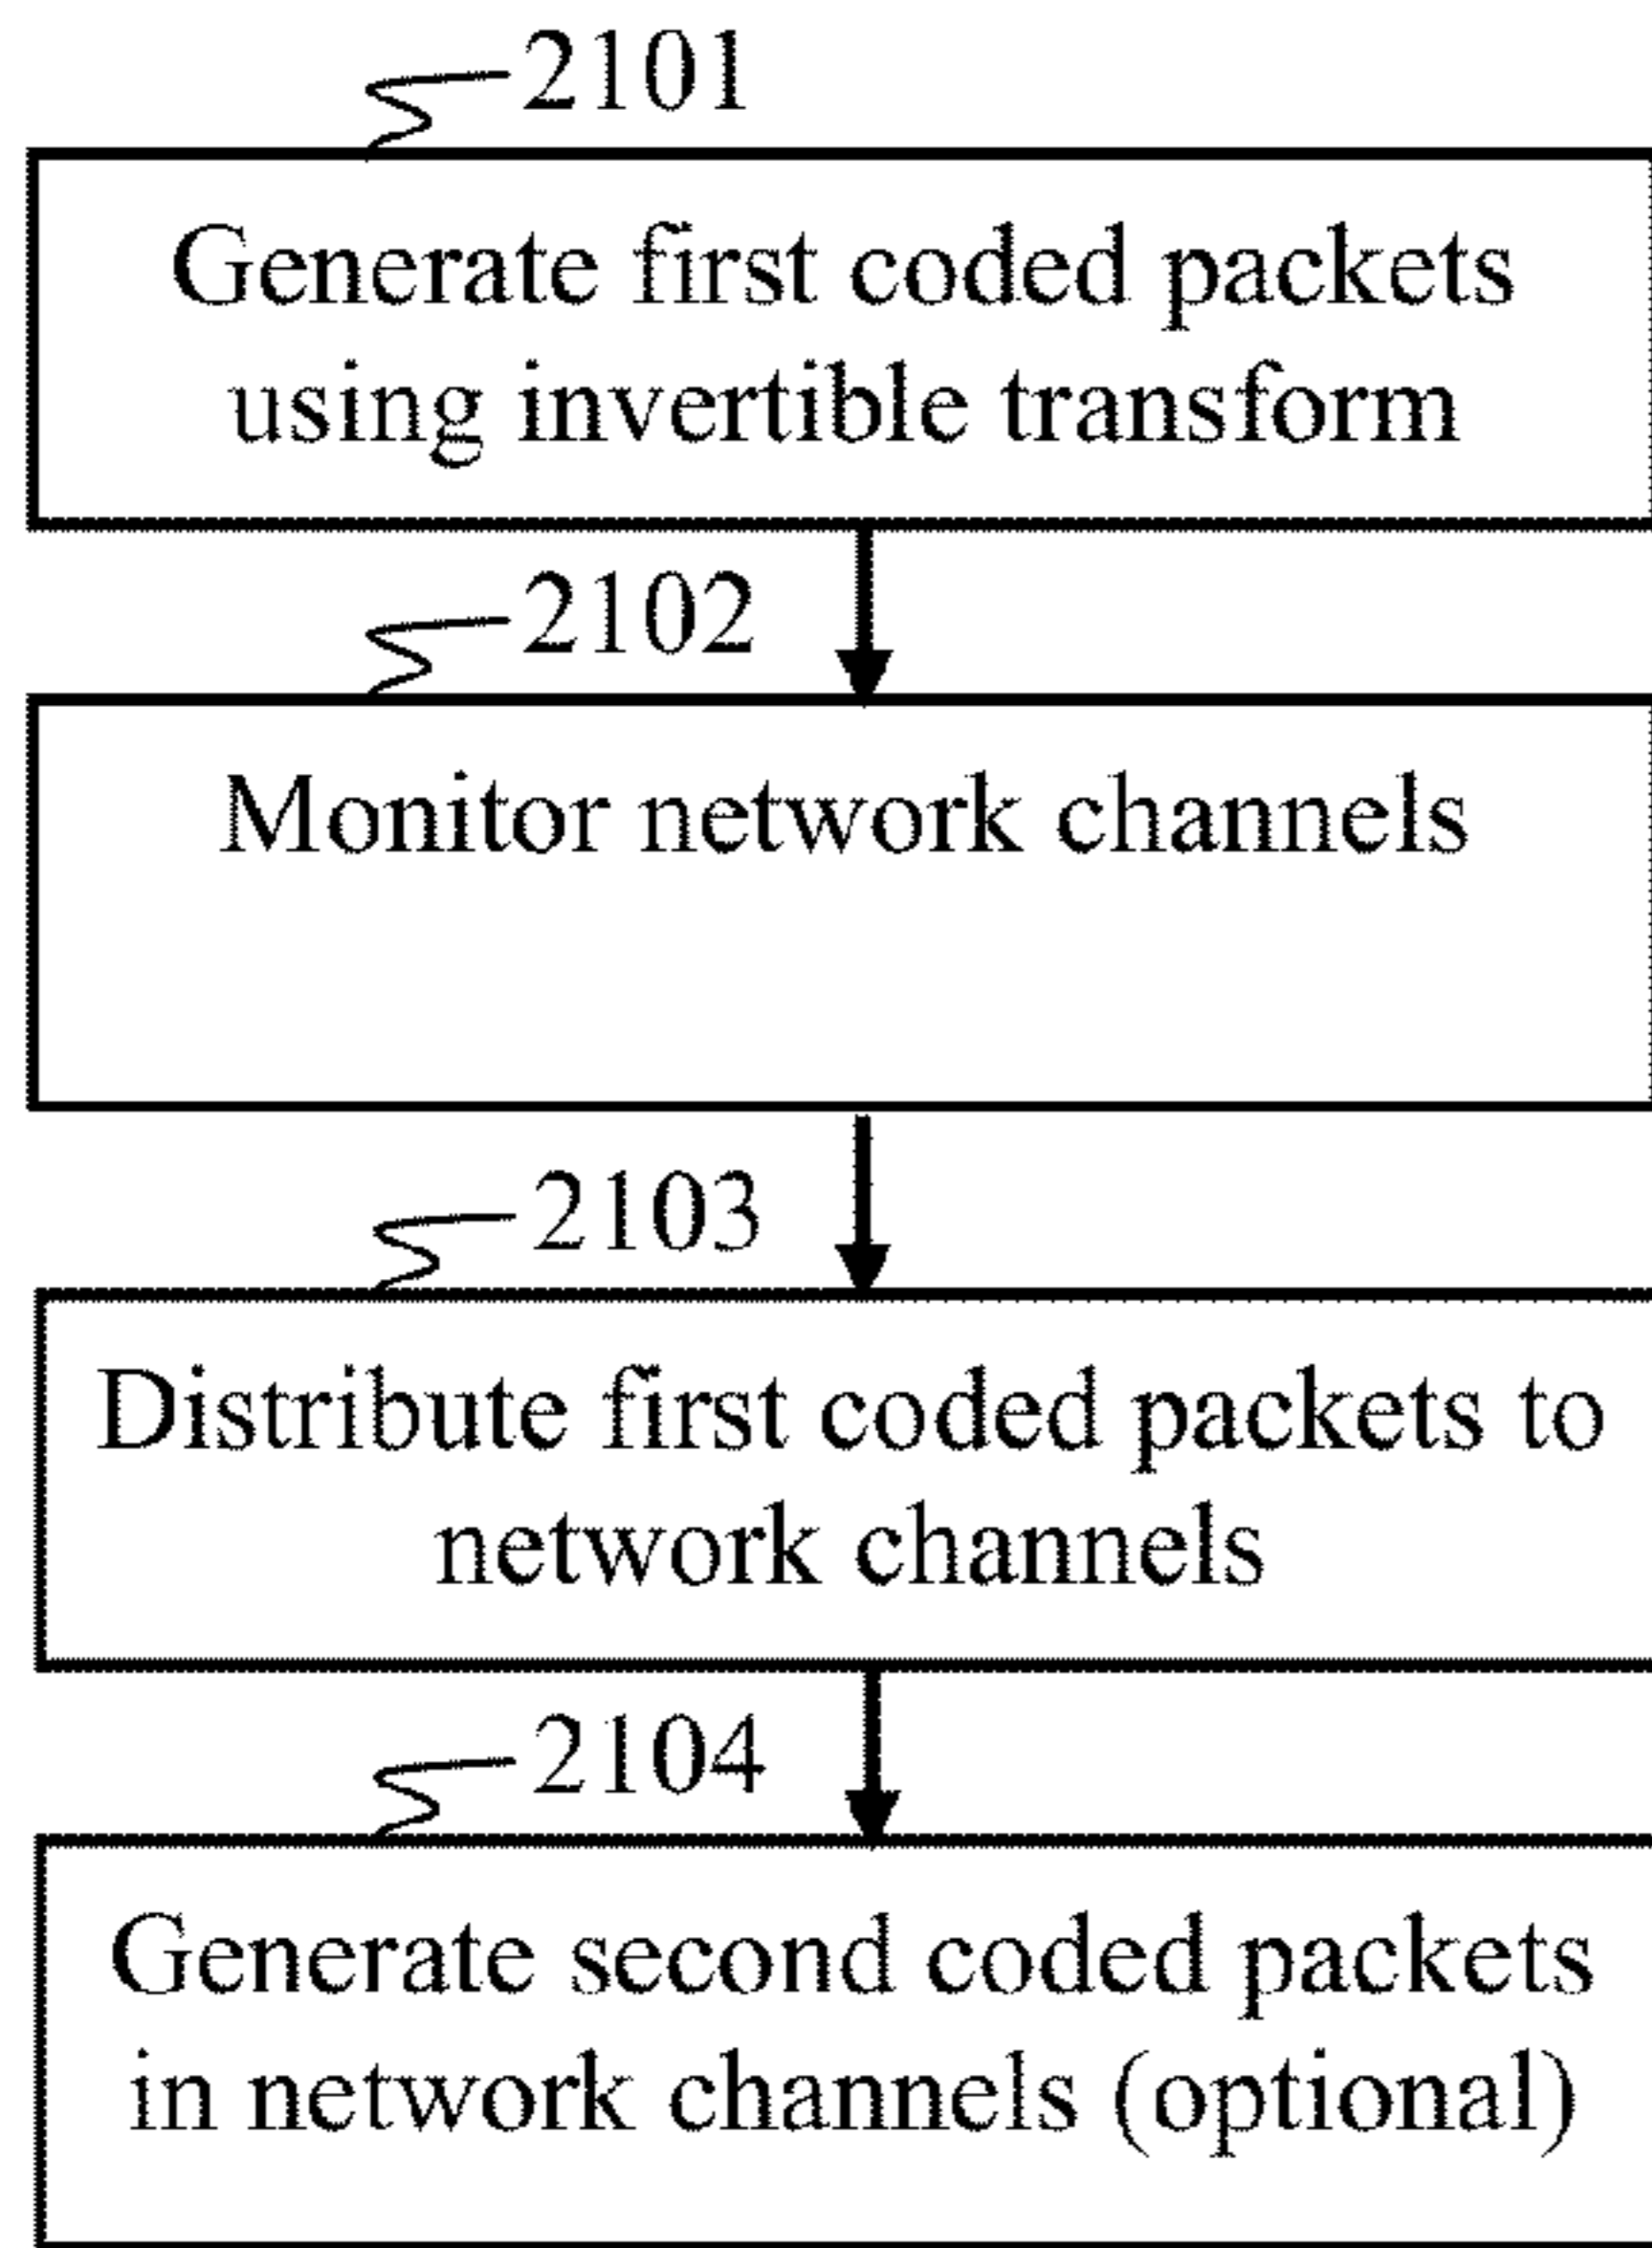 2101
Generate first coded packets
using invertible transform
2102
Monitor network channels
2103
Distribute first coded packets to
network channels
2104
Generate second coded packets
in network channels (optional)